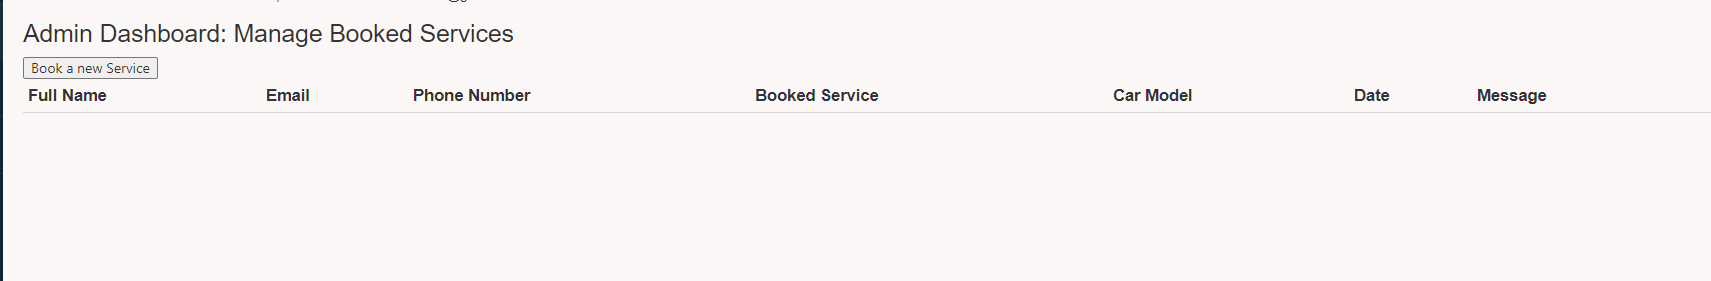 Admin Dashboard: Manage Booked Services
Book a new Service
Full Name Email Phone Number Booked Service Car Model Date Message